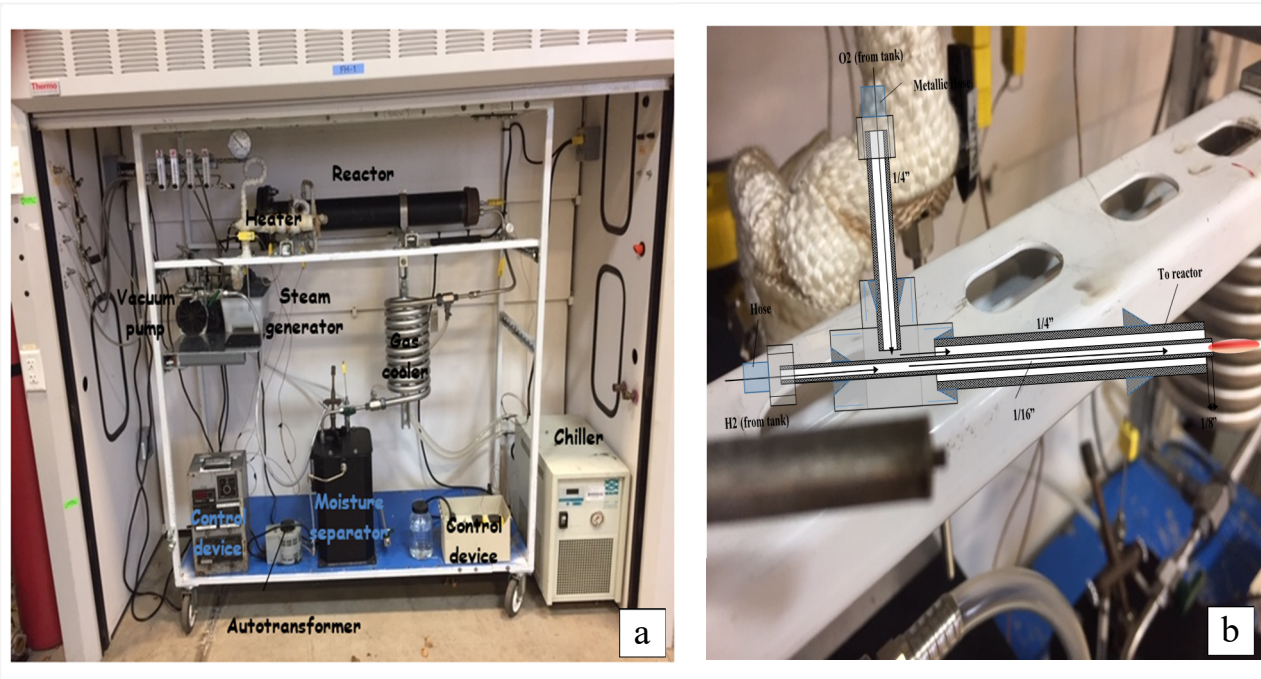 Thermo
FH-1
Reactor
Heater
Vacuum
pump
Steam
generator
Gas
cooler
Chiller
Moisture
separator
Control
device
Control
device
Autotransformer
a
O2 (from tank)
Metallic
1/4"
To reactor
Hose
1/4"
H2 (from tank)
1/16"
1/8"
b